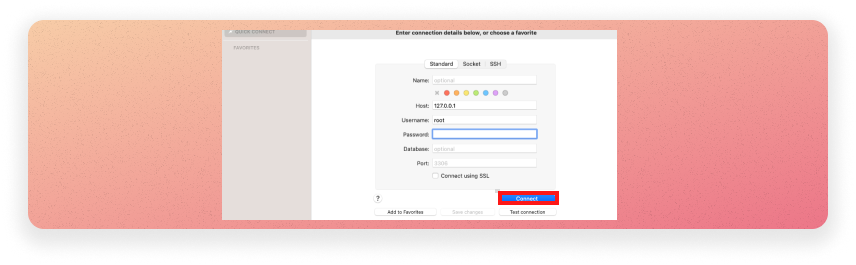 QUICK CONNECT
Enter connection details below, or choose a favorite
FAVORITES
Standard Socket SSH
Name: optional
Host: 127.0.0.1
Username: root
Password:
Database: optional
Port: 3306
Connect using SSL
? Connect
Add to Favorites Save changes Test connection